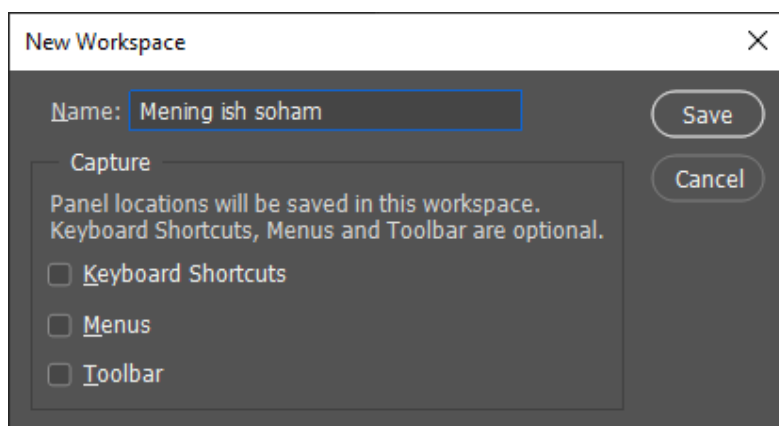 New Workspace
Name: Mening ish soham
Save
Capture
Cancel
Panel locations will be saved in this workspace.
Keyboard Shortcuts, Menus and Toolbar are optional.
Keyboard Shortcuts
Menus
Toolbar